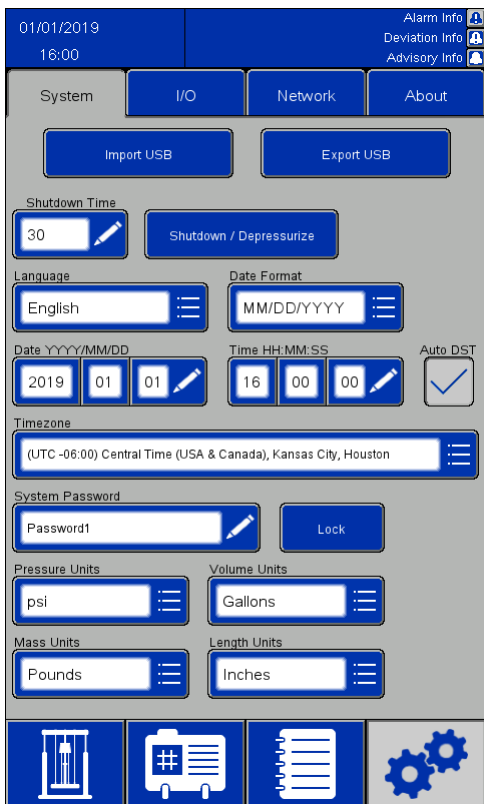 01/01/2019
16:00
Alarm Info
Deviation Info
Advisory Info
System I/O Network About
Import USB Export USB
Shutdown Time
30 Shutdown / Depressurize
Language Date Format
English MM/DD/YYYY
Date YYYY/MM/DD Time HH:MM:SS Auto DST
2019 01 01 16 00 00
Timezone
(UTC -06:00) Central Time (USA & Canada), Kansas City, Houston
System Password
Password1 Lock
Pressure Units Volume Units
psi Gallons
Mass Units Length Units
Pounds Inches
#